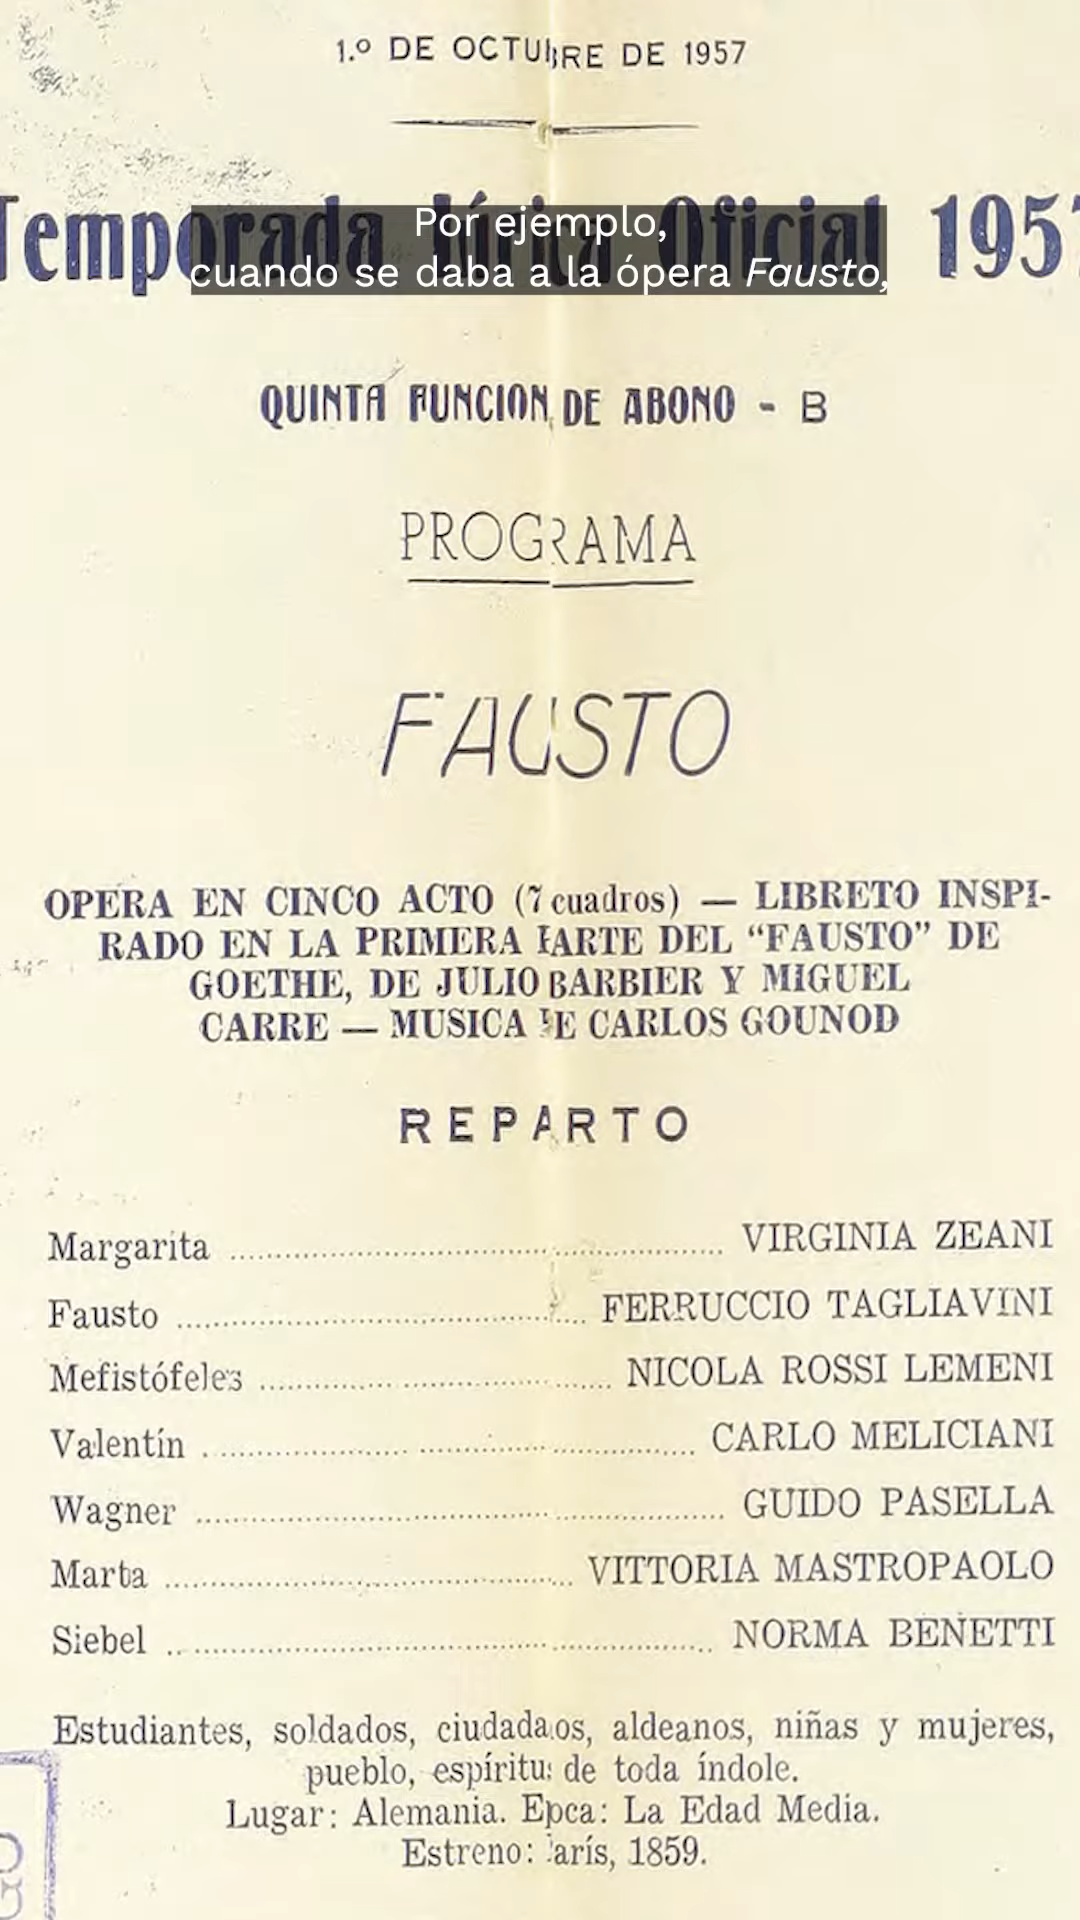 1.º DE OCTUBRE DE 1957
Temporada Lírica Oficial 1957
Por ejemplo,
cuando se daba a la ópera Fausto,
QUINTA FUNCION DE ABONO - B
PROGRAMA
FAUSTO
OPERA EN CINCO ACTO (7 cuadros) — LIBRETO INSPI-
RADO EN LA PRIMERA PARTE DEL “FAUSTO” DE
GOETHE, DE JULIO BARBIER Y MIGUEL
CARRE — MUSICA DE CARLOS GOUNOD
REPARTO
Margarita ........ VIRGINIA ZEANI
Fausto ........ FERRUCCIO TAGLIAVINI
Mefistófeles ........ NICOLA ROSSI LEMENI
Valentín ........ CARLO MELICIANI
Wagner ........ GUIDO PASELLA
Marta ........ VITTORIA MASTROPAOLO
Siebel ........ NORMA BENETTI
Estudiantes, soldados, ciudadanos, aldeanos, niñas y mujeres,
pueblo, espíritus de toda índole.
Lugar: Alemania. Epca: La Edad Media.
Estreno: París, 1859.